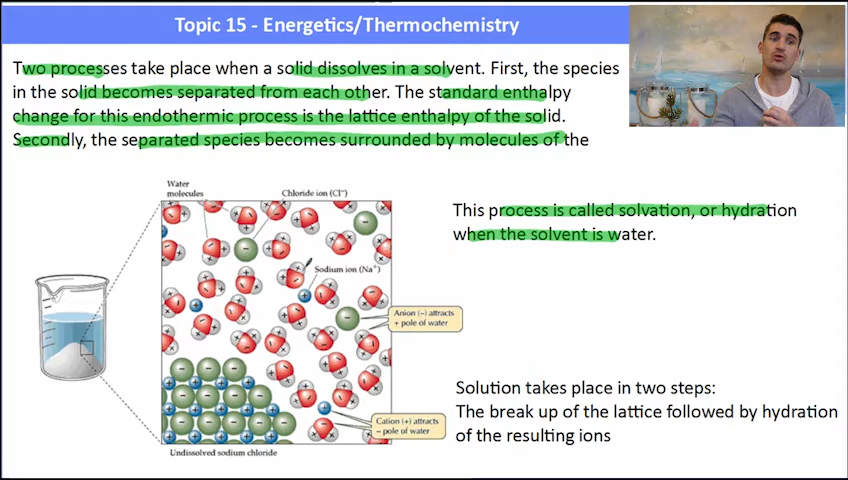 Topic 15 - Energetics/Thermochemistry
Two processes take place when a solid dissolves in a solvent. First, the species
in the solid becomes separated from each other. The standard enthalpy
change for this endothermic process is the lattice enthalpy of the solid.
Secondly, the separated species becomes surrounded by molecules of the
Water
molecules
Chloride ion (Cl⁻)
This process is called solvation, or hydration
when the solvent is water.
Sodium ion (Na⁺)
Anion (−) attracts
+ pole of water
Solution takes place in two steps:
The break up of the lattice followed by hydration
of the resulting ions
Cation (+) attracts
− pole of water
Undissolved sodium chloride